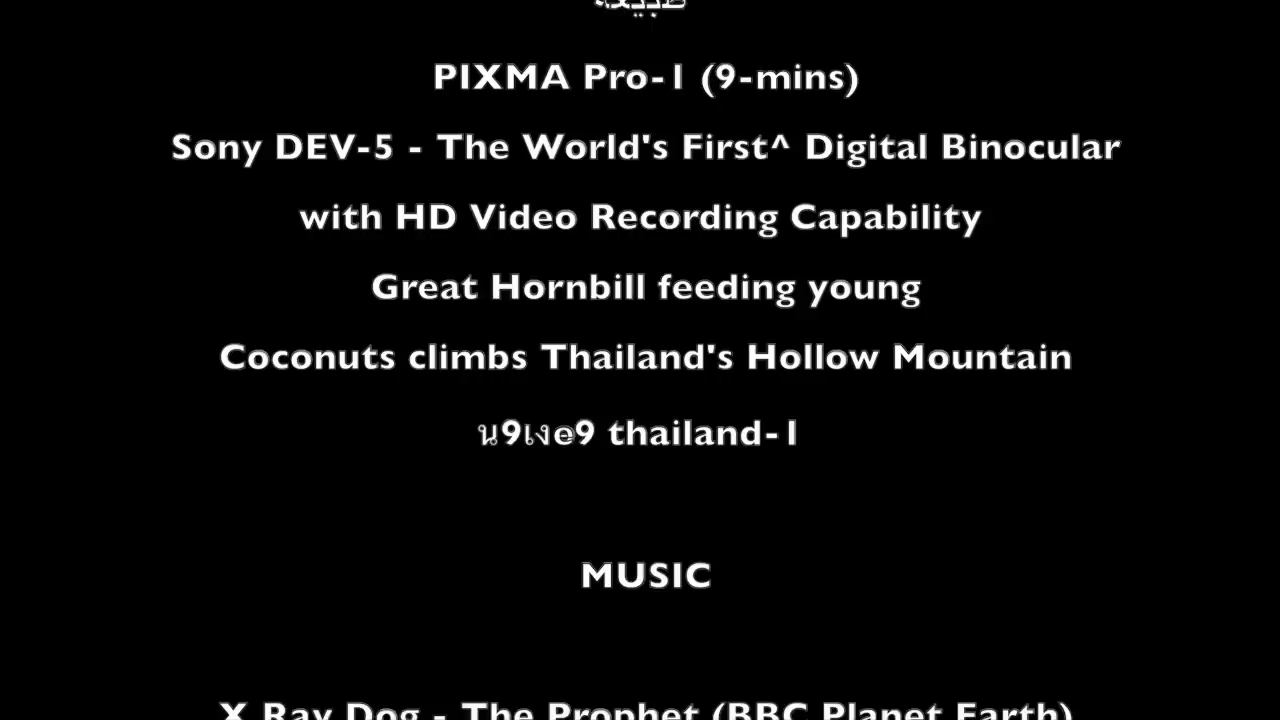 PIXMA Pro-1 (9-mins)
Sony DEV-5 - The World's First^ Digital Binocular
with HD Video Recording Capability
Great Hornbill feeding young
Coconuts climbs Thailand's Hollow Mountain
น9เงe9 thailand-1
MUSIC
X Ray Dog - The Prophet (BBC Planet Earth)